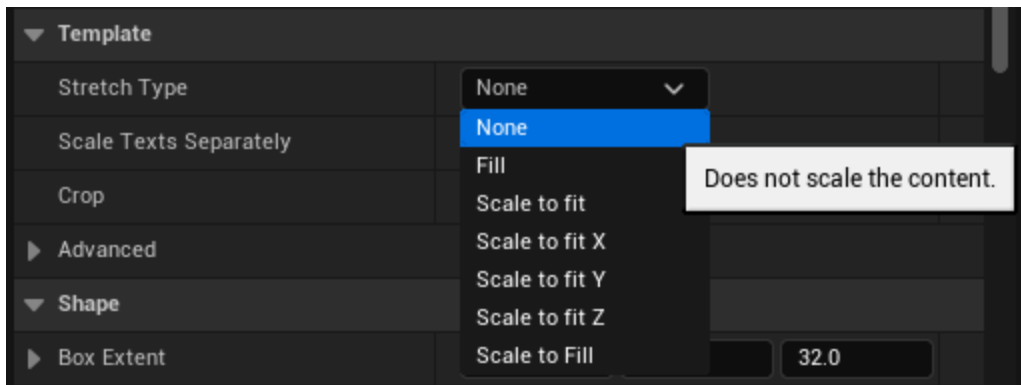 Template
Stretch Type
None
None
Scale Texts Separately
Fill
Does not scale the content.
Crop
Scale to fit
Scale to fit X
Advanced
Scale to fit Y
Shape
Scale to fit Z
Box Extent
Scale to Fill
32.0